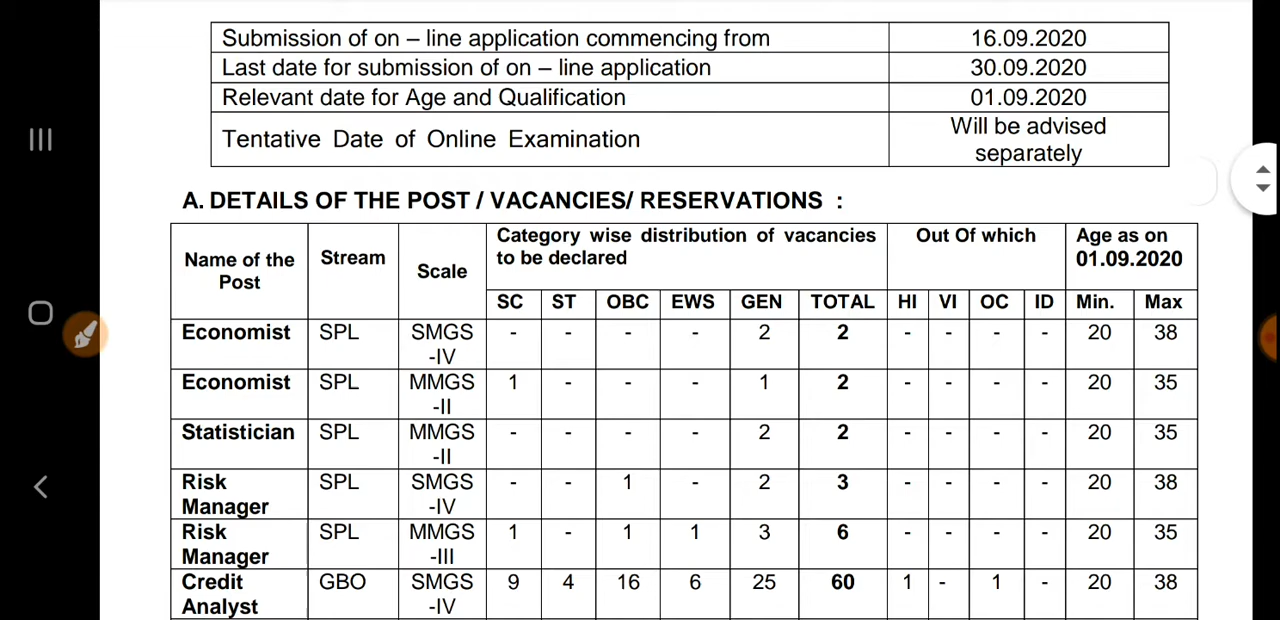 Submission of on – line application commencing from 16.09.2020
Last date for submission of on – line application 30.09.2020
Relevant date for Age and Qualification 01.09.2020
Tentative Date of Online Examination Will be advised
separately
A. DETAILS OF THE POST / VACANCIES/ RESERVATIONS :
Name of the
Post
Stream
Scale
Category wise distribution of vacancies
to be declared
Out Of which
Age as on
01.09.2020
SC ST OBC EWS GEN TOTAL HI VI OC ID Min. Max
Economist SPL SMGS - - - - 2 2 - - - - 20 38
-IV
Economist SPL MMGS 1 - - - 1 2 - - - - 20 35
-II
Statistician SPL MMGS - - - - 2 2 - - - - 20 35
-II
Risk SPL SMGS - - 1 - 2 3 - - - - 20 38
Manager -IV
Risk SPL MMGS 1 - 1 1 3 6 - - - - 20 35
Manager -III
Credit GBO SMGS 9 4 16 6 25 60 1 - 1 - 20 38
Analyst -IV